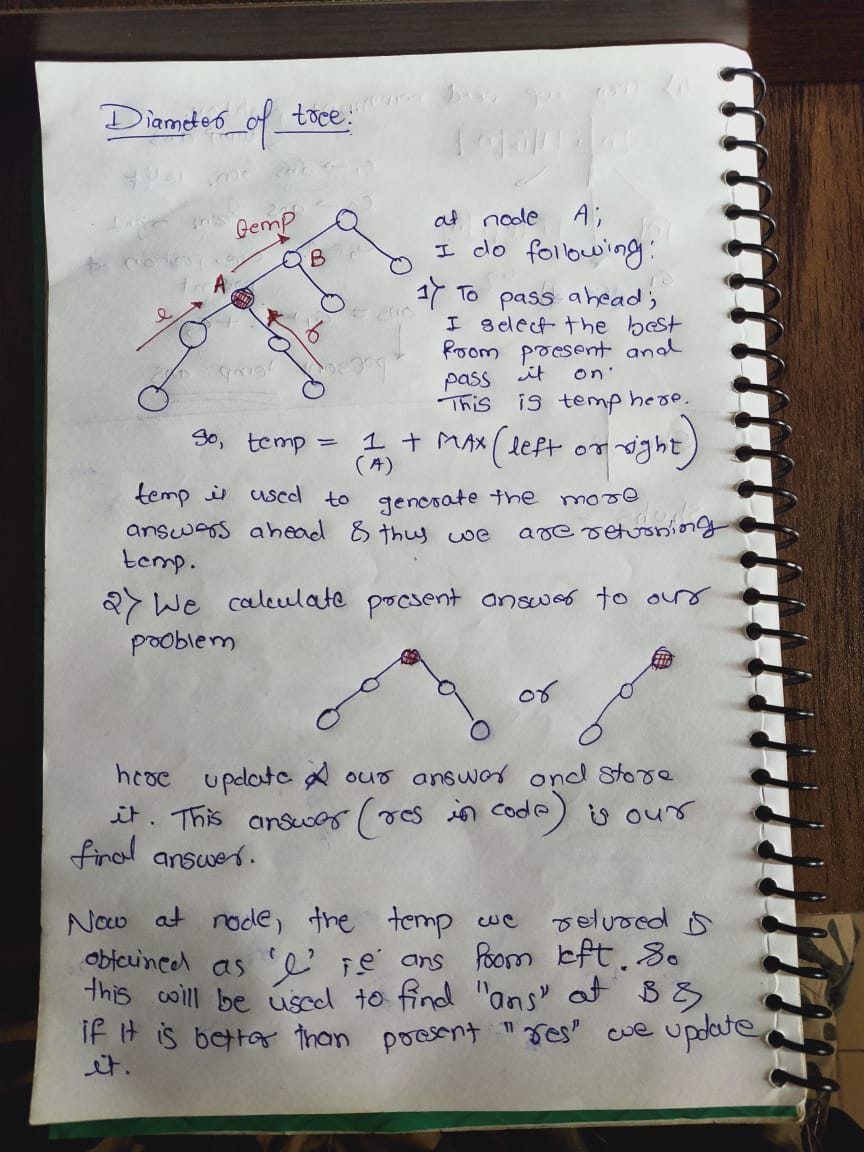 Diameter of tree:
at node A;
I do following:
temp
B
A
l
r
1) To pass ahead;
I select the best
from present and
pass it on.
This is temp here.
So, temp = 1 + MAX (left or right)
(A)
temp is used to generate the more
answers ahead & thus we are returning
temp.
2) We calculate present answer to our
problem
or
here update our answer and store
it. This answer (res in code) is our
final answer.
Now at node, the temp we retured is
obtained as 'l' i.e ans from left. So
this will be used to find "ans" at B &
if it is better than present "res" we update
it.